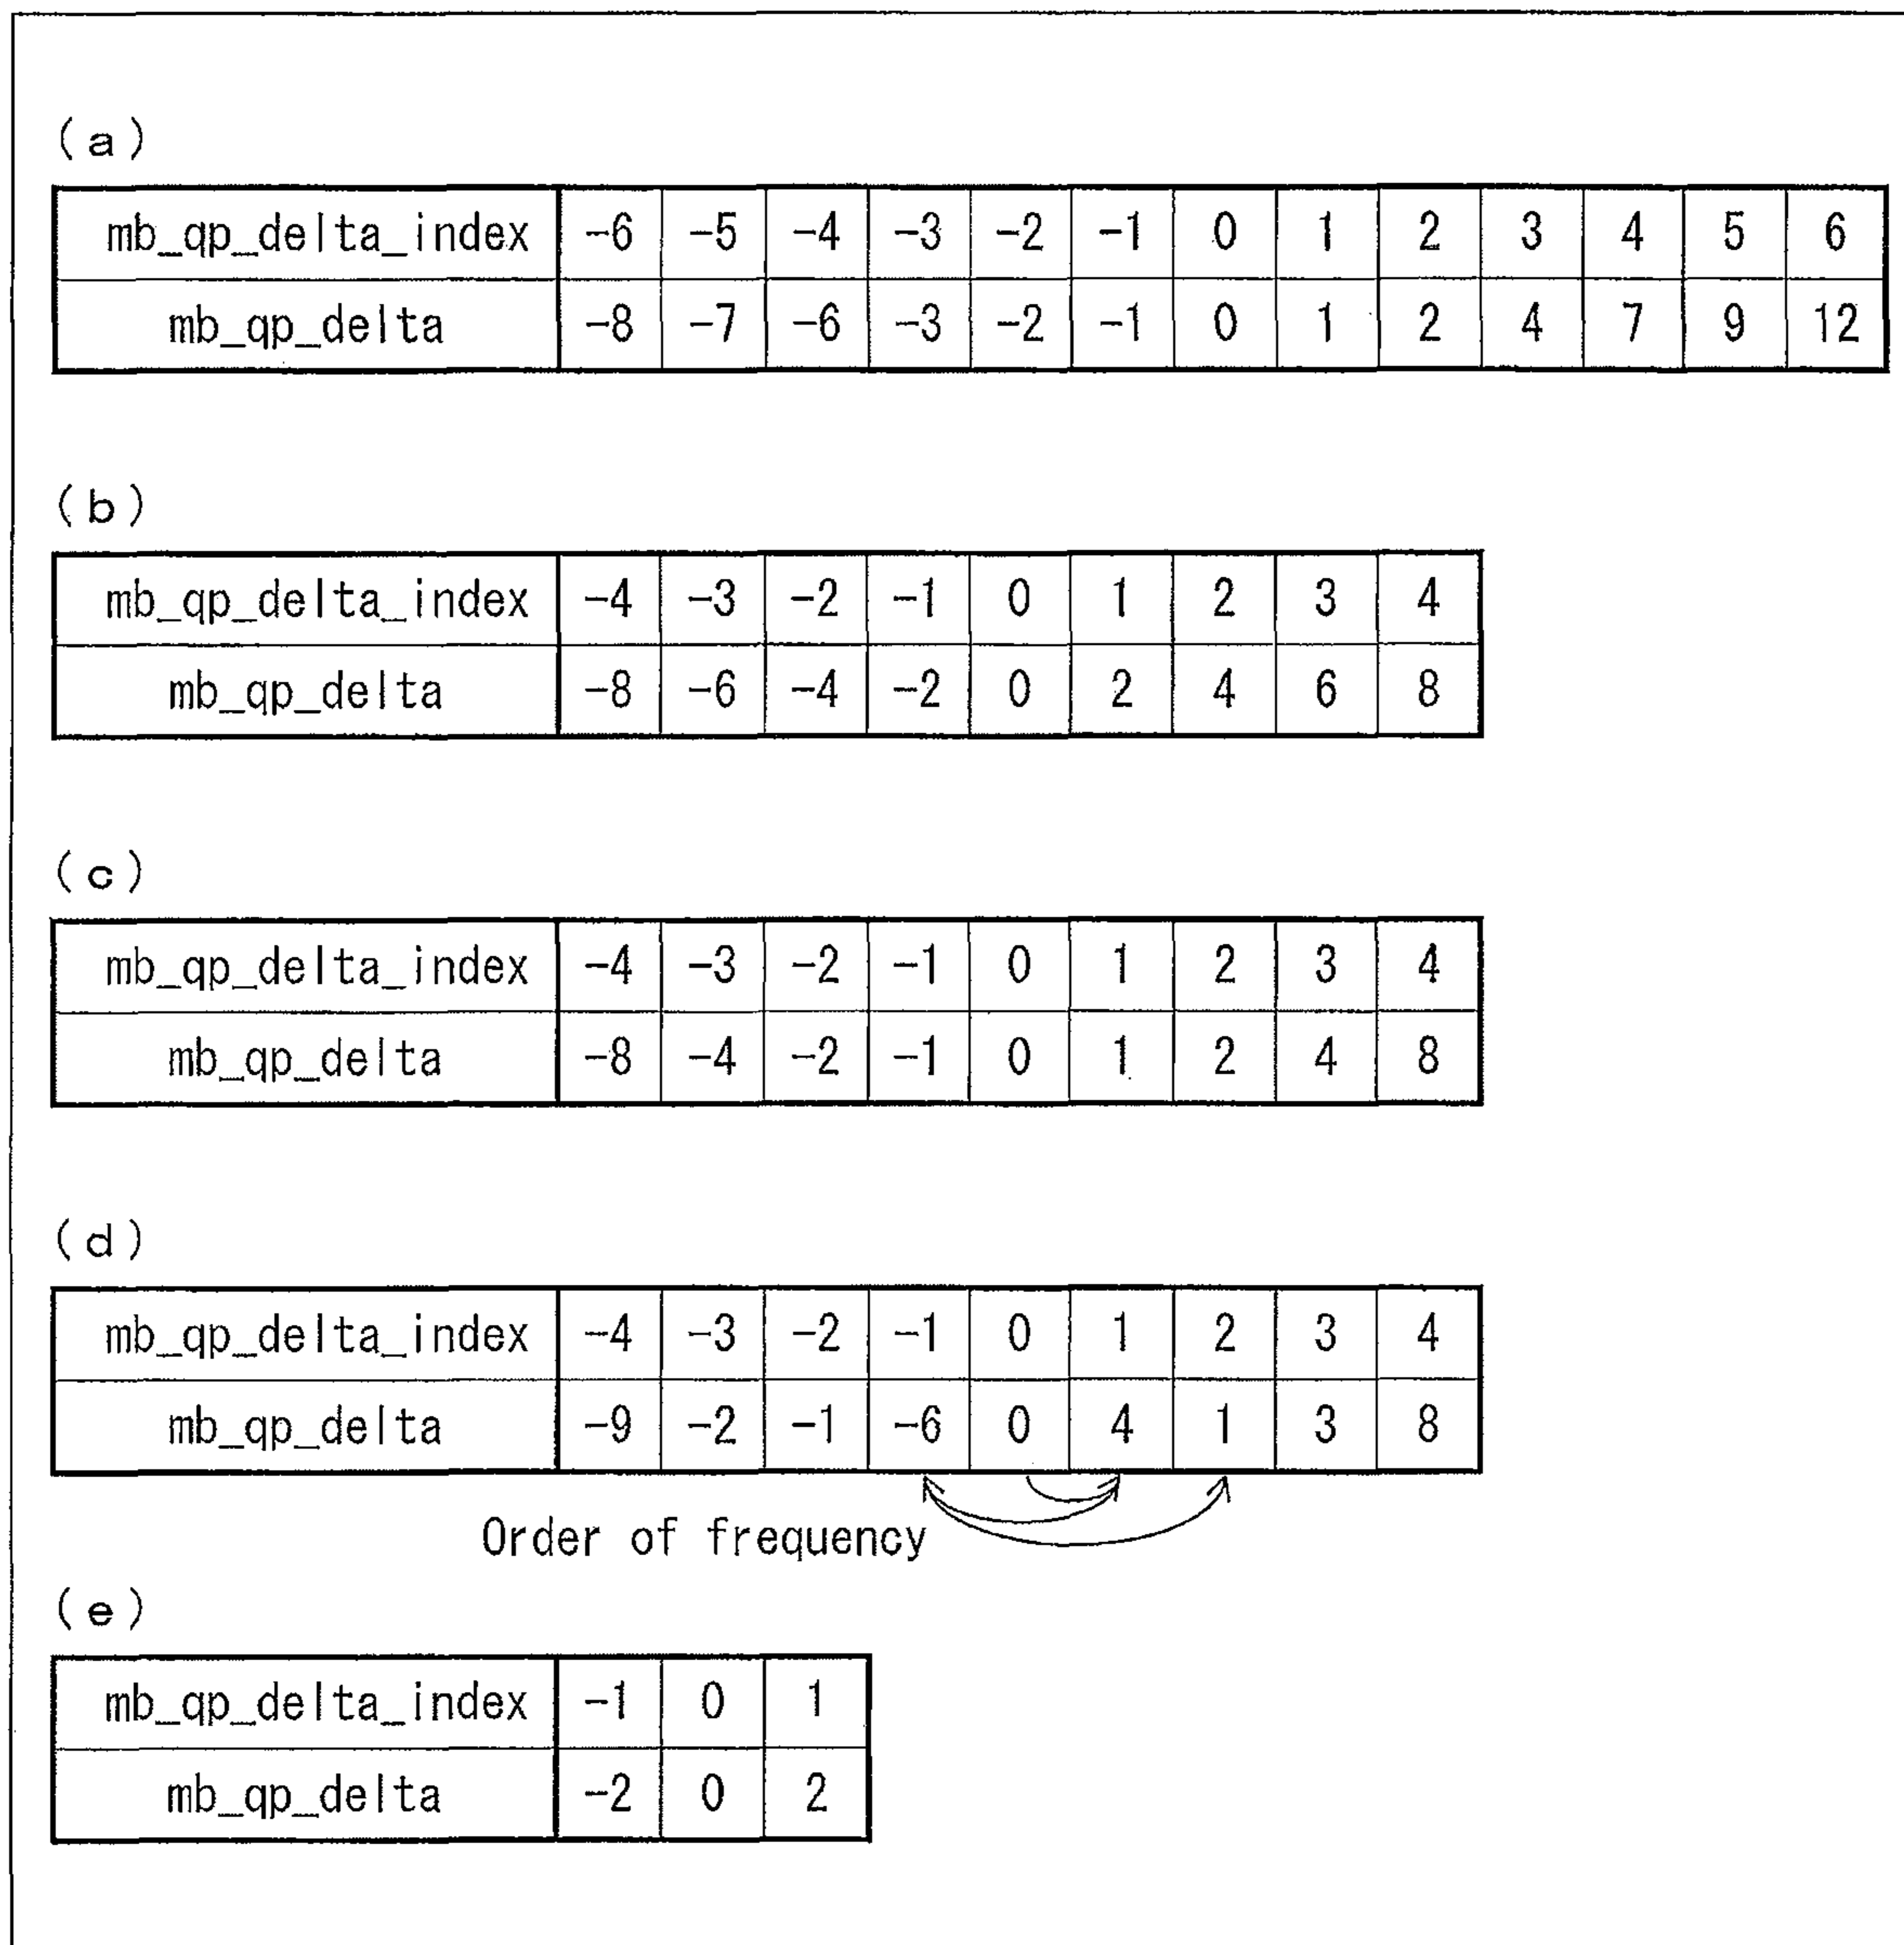 (a)
mb_qp_delta_index -6 -5 -4 -3 -2 -1 0 1 2 3 4 5 6
mb_qp_delta -8 -7 -6 -3 -2 -1 0 1 2 4 7 9 12
(b)
mb_qp_delta_index -4 -3 -2 -1 0 1 2 3 4
mb_qp_delta -8 -6 -4 -2 0 2 4 6 8
(c)
mb_qp_delta_index -4 -3 -2 -1 0 1 2 3 4
mb_qp_delta -8 -4 -2 -1 0 1 2 4 8
(d)
mb_qp_delta_index -4 -3 -2 -1 0 1 2 3 4
mb_qp_delta -9 -2 -1 -6 0 4 1 3 8
Order of frequency
(e)
mb_qp_delta_index -1 0 1
mb_qp_delta -2 0 2